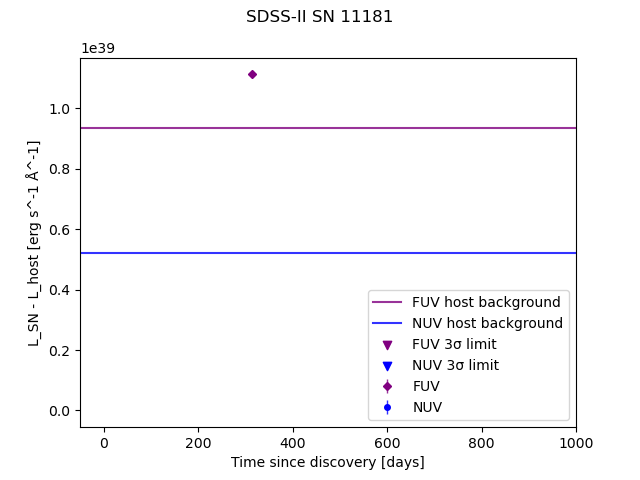 SDSS-II SN 11181
1e39
1.0
0.8
0.6
0.4
0.2
0.0
L_SN - L_host [erg s^-1 Å^-1]
FUV host background
NUV host background
FUV 3σ limit
NUV 3σ limit
FUV
NUV
0 200 400 600 800 1000
Time since discovery [days]